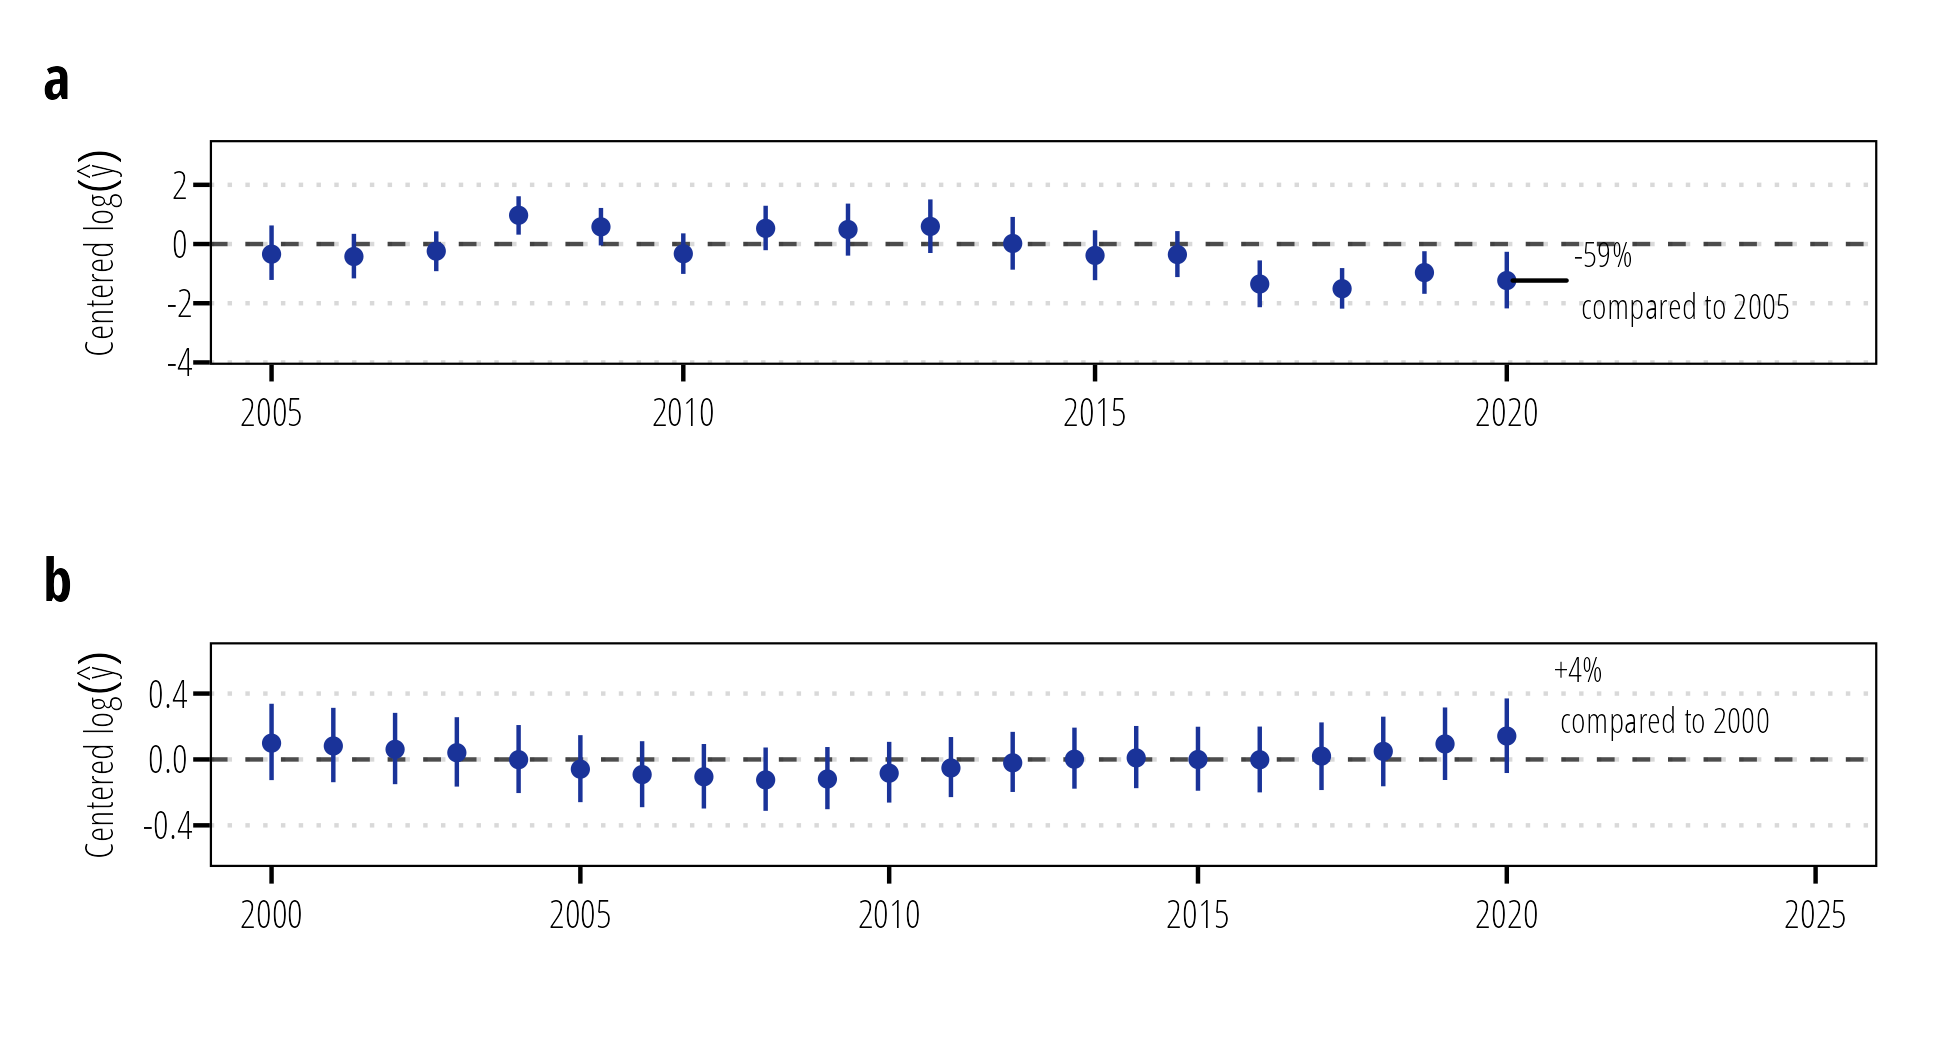 a
Centered log(ŷ)
2
0
-2
-4
-59%
compared to 2005
2005 2010 2015 2020
b
Centered log(ŷ)
0.4
0.0
-0.4
+4%
compared to 2000
2000 2005 2010 2015 2020 2025